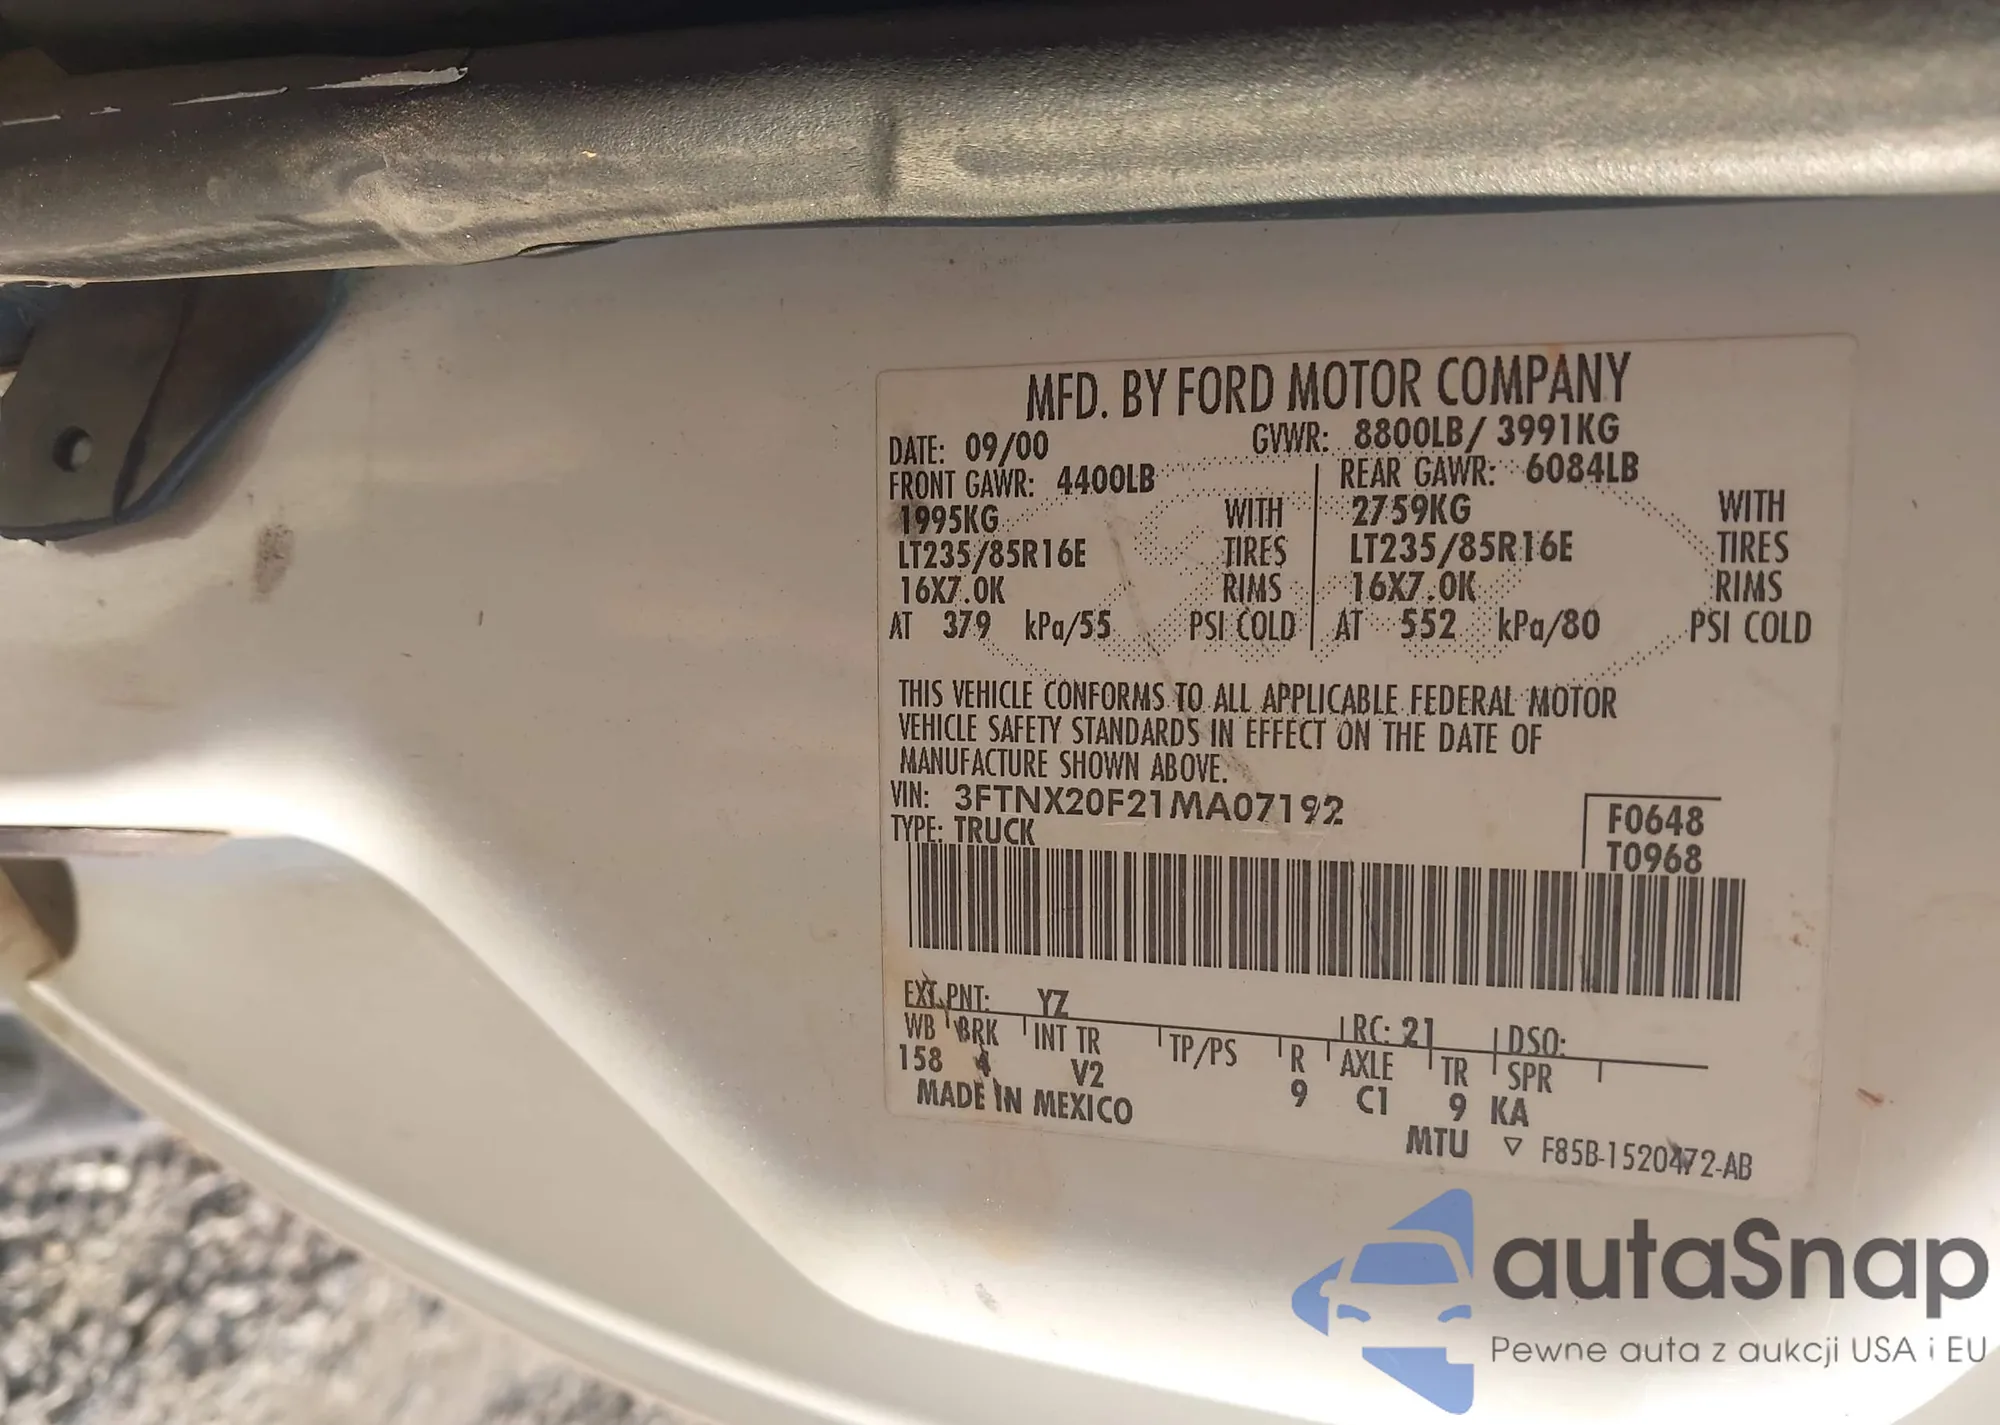 MFD. BY FORD MOTOR COMPANY
DATE: 09/00 GVWR: 8800LB/ 3991KG
FRONT GAWR: 4400LB REAR GAWR: 6084LB
1995KG WITH 2759KG WITH
LT235/85R16E TIRES LT235/85R16E TIRES
16X7.0K RIMS 16X7.0K RIMS
AT 379 kPa/55 PSI COLD AT 552 kPa/80 PSI COLD
THIS VEHICLE CONFORMS TO ALL APPLICABLE FEDERAL MOTOR
VEHICLE SAFETY STANDARDS IN EFFECT ON THE DATE OF
MANUFACTURE SHOWN ABOVE.
VIN: 3FTNX20F21MA07192
F0648
TYPE: TRUCK
T0968
EXT. PNT: YZ RC: 21 DSO:
WB BRK INT TR TP/PS R AXLE TR SPR
158 4 V2 9 C1 9 KA
MADE IN MEXICO
MTU ▽ F85B-1520472-AB
autaSnap
Pewne auta z aukcji USA i EU